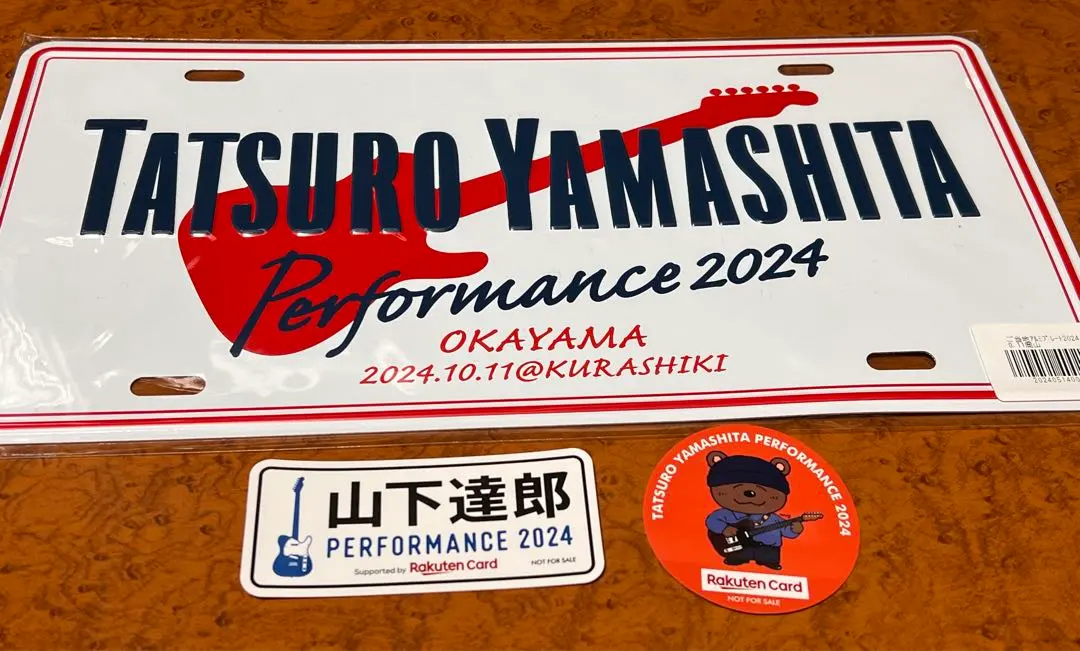 TATSURO YAMASHITA
Performance 2024
OKAYAMA
2024.10.11@KURASHIKI
山下達郎
PERFORMANCE 2024
Supported by Rakuten Card
NOT FOR SALE
TATSURO YAMASHITA PERFORMANCE 2024
Rakuten Card
NOT FOR SALE